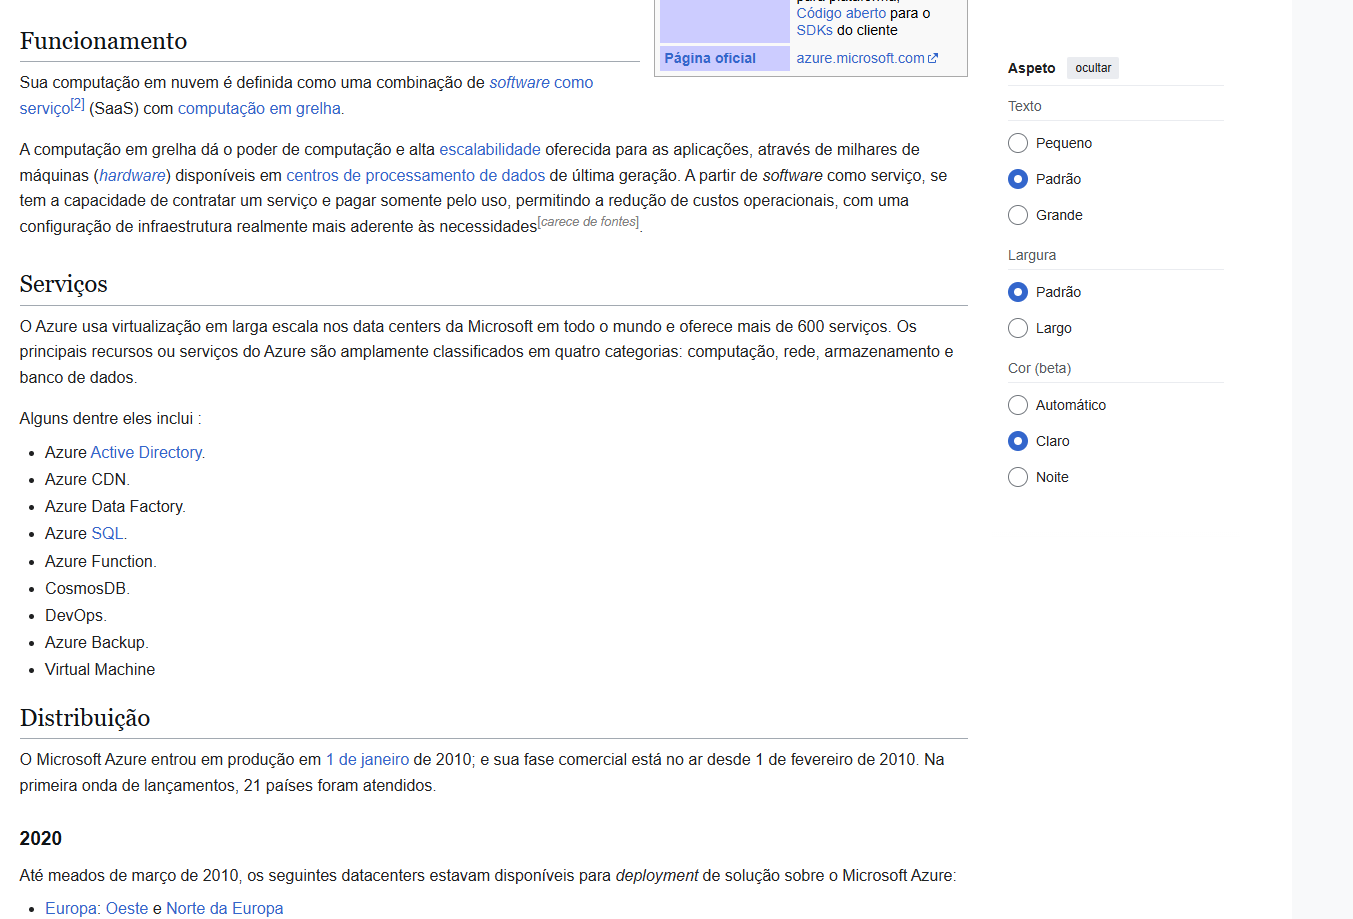 para plataforma,
Código aberto para o
SDKs do cliente
Página oficial azure.microsoft.com
Funcionamento
Sua computação em nuvem é definida como uma combinação de software como
serviço[2] (SaaS) com computação em grelha.
A computação em grelha dá o poder de computação e alta escalabilidade oferecida para as aplicações, através de milhares de
máquinas (hardware) disponíveis em centros de processamento de dados de última geração. A partir de software como serviço, se
tem a capacidade de contratar um serviço e pagar somente pelo uso, permitindo a redução de custos operacionais, com uma
configuração de infraestrutura realmente mais aderente às necessidades[carece de fontes].
Serviços
O Azure usa virtualização em larga escala nos data centers da Microsoft em todo o mundo e oferece mais de 600 serviços. Os
principais recursos ou serviços do Azure são amplamente classificados em quatro categorias: computação, rede, armazenamento e
banco de dados.
Alguns dentre eles inclui :
• Azure Active Directory.
• Azure CDN.
• Azure Data Factory.
• Azure SQL.
• Azure Function.
• CosmosDB.
• DevOps.
• Azure Backup.
• Virtual Machine
Distribuição
O Microsoft Azure entrou em produção em 1 de janeiro de 2010; e sua fase comercial está no ar desde 1 de fevereiro de 2010. Na
primeira onda de lançamentos, 21 países foram atendidos.
2020
Até meados de março de 2010, os seguintes datacenters estavam disponíveis para deployment de solução sobre o Microsoft Azure:
• Europa: Oeste e Norte da Europa
Aspeto ocultar
Texto
Pequeno
Padrão
Grande
Largura
Padrão
Largo
Cor (beta)
Automático
Claro
Noite